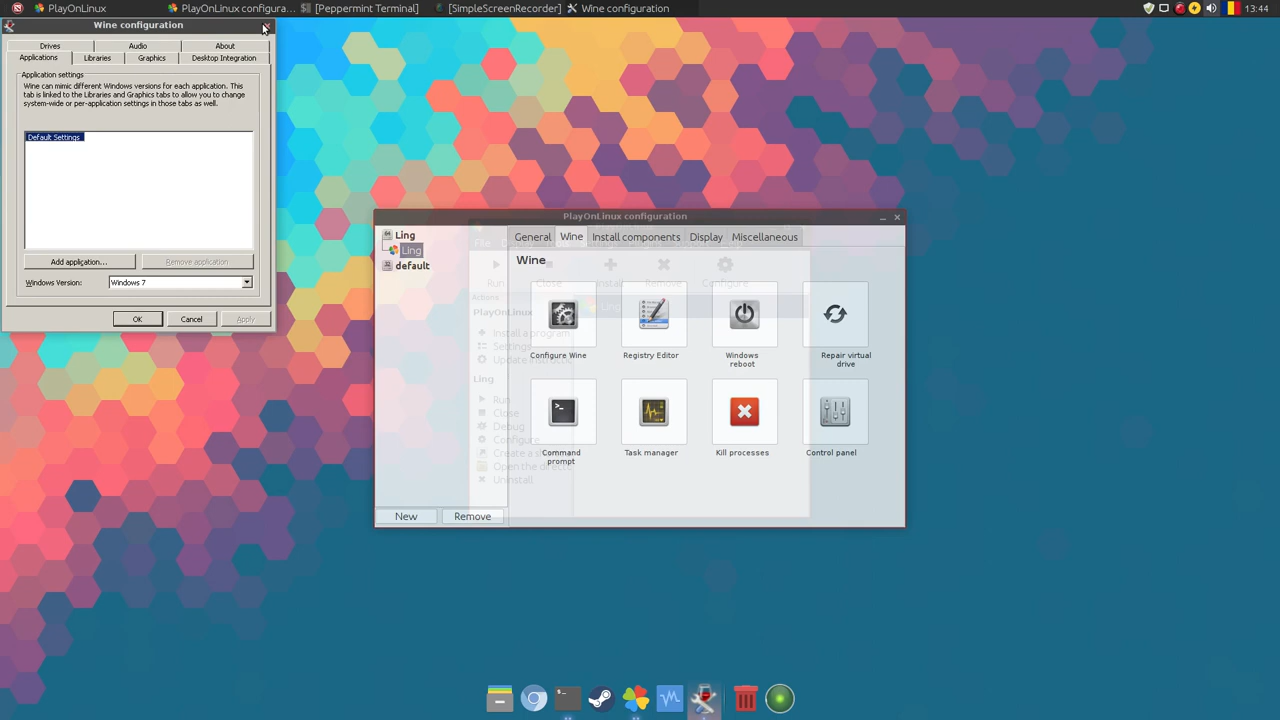 PlayOnLinux
PlayOnLinux configura...
[Peppermint Terminal]
[SimpleScreenRecorder]
Wine configuration
13:44
Wine configuration
Drives
Audio
About
Applications
Libraries
Graphics
Desktop Integration
Application settings
Wine can mimic different Windows versions for each application. This
tab is linked to the Libraries and Graphics tabs to allow you to change
system-wide or per-application settings in those tabs as well.
Default Settings
Add application...
Remove application
Windows Version:
Windows 7
OK
Cancel
Apply
PlayOnLinux configuration
Ling
Ling
default
New
Remove
General
Wine
Install components
Display
Miscellaneous
Wine
Configure Wine
Registry Editor
Windows
reboot
Repair virtual
drive
Command
prompt
Task manager
Kill processes
Control panel
File
Run
Close
Remove
Configure
Actions
PlayOnLinux
Install a program
Settings
Ling
Run
Close
Debug
Configure
Create a
Open the
Uninstall